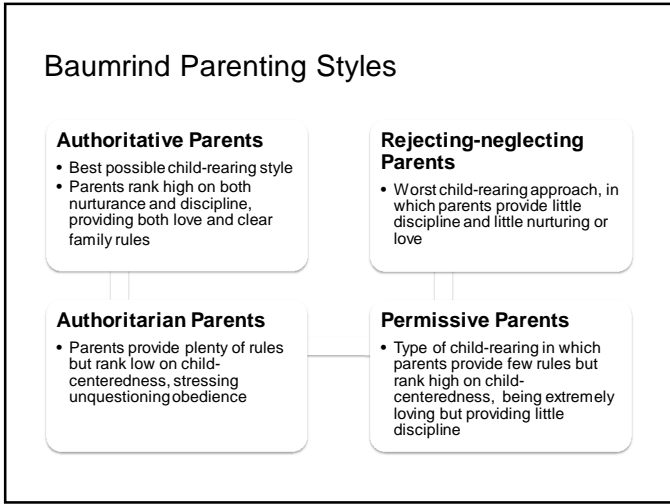 Baumrind Parenting Styles
Authoritative Parents
• Best possible child-rearing style
• Parents rank high on both
nurturance and discipline,
providing both love and clear
family rules
Rejecting-neglecting
Parents
• Worst child-rearing approach, in
which parents provide little
discipline and little nurturing or
love
Authoritarian Parents
• Parents provide plenty of rules
but rank low on child-
centeredness, stressing
unquestioning obedience
Permissive Parents
• Type of child-rearing in which
parents provide few rules but
rank high on child-
centeredness, being extremely
loving but providing little
discipline